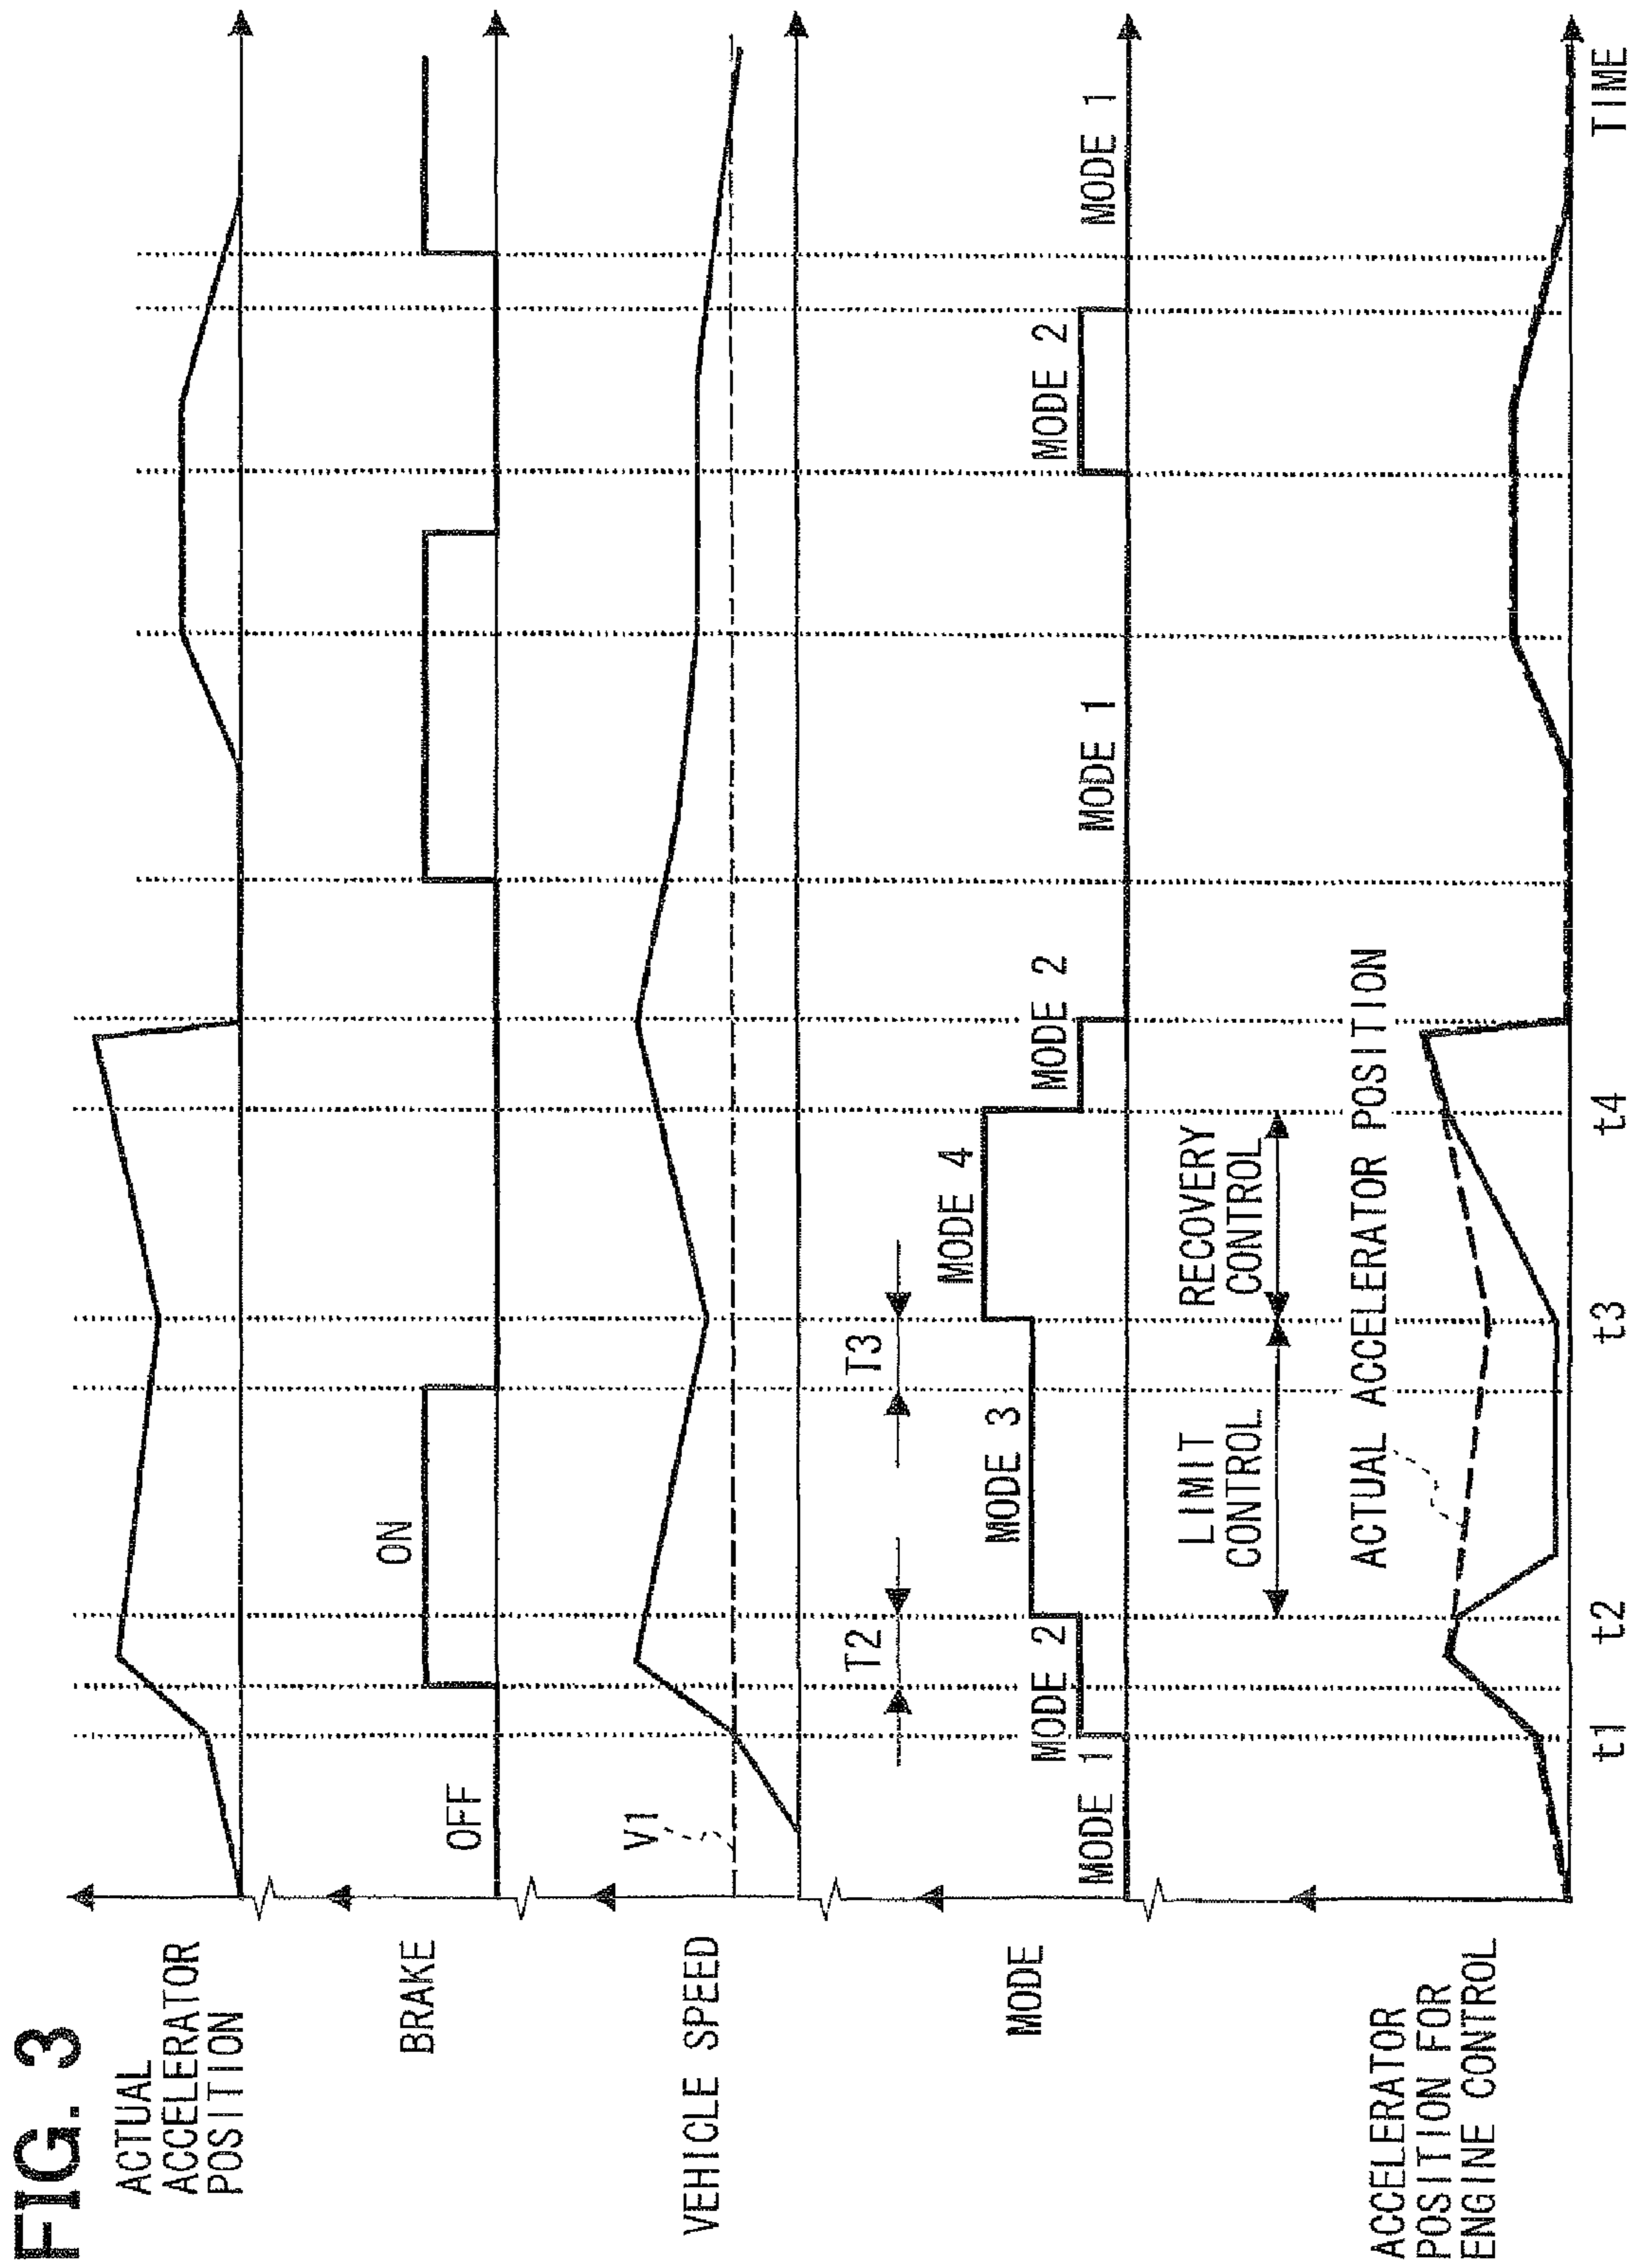 FIG. 3
ACTUAL
ACCELERATOR
POSITION
BRAKE
OFF
ON
VEHICLE SPEED
V1
T2
T3
MODE
MODE 1
MODE 2
MODE 3
MODE 4
MODE 2
MODE 1
MODE 2
MODE 1
LIMIT
CONTROL
RECOVERY
CONTROL
ACTUAL ACCELERATOR POSITION
ACCELERATOR
POSITION FOR
ENGINE CONTROL
t1
t2
t3
t4
TIME